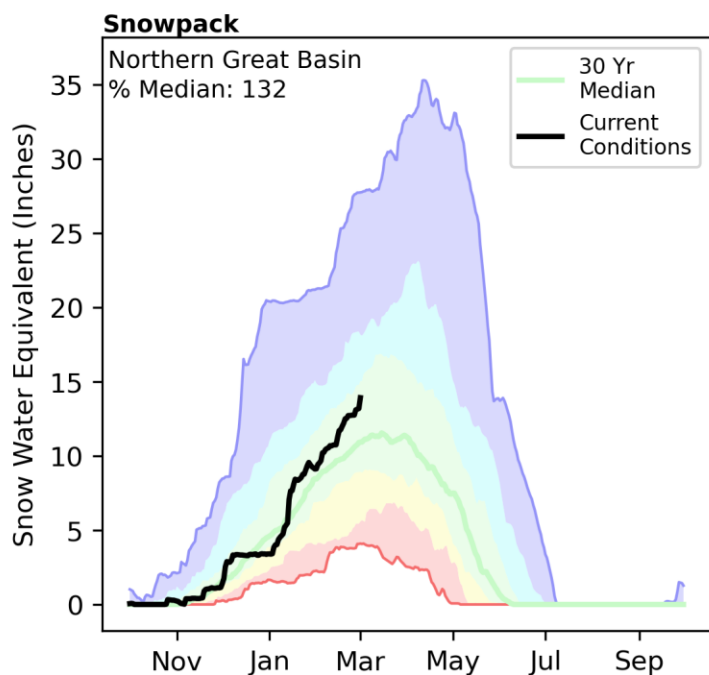 Snowpack
Northern Great Basin
% Median: 132
30 Yr
Median
Current
Conditions
Snow Water Equivalent (Inches)
35
30
25
20
15
10
5
0
Nov Jan Mar May Jul Sep